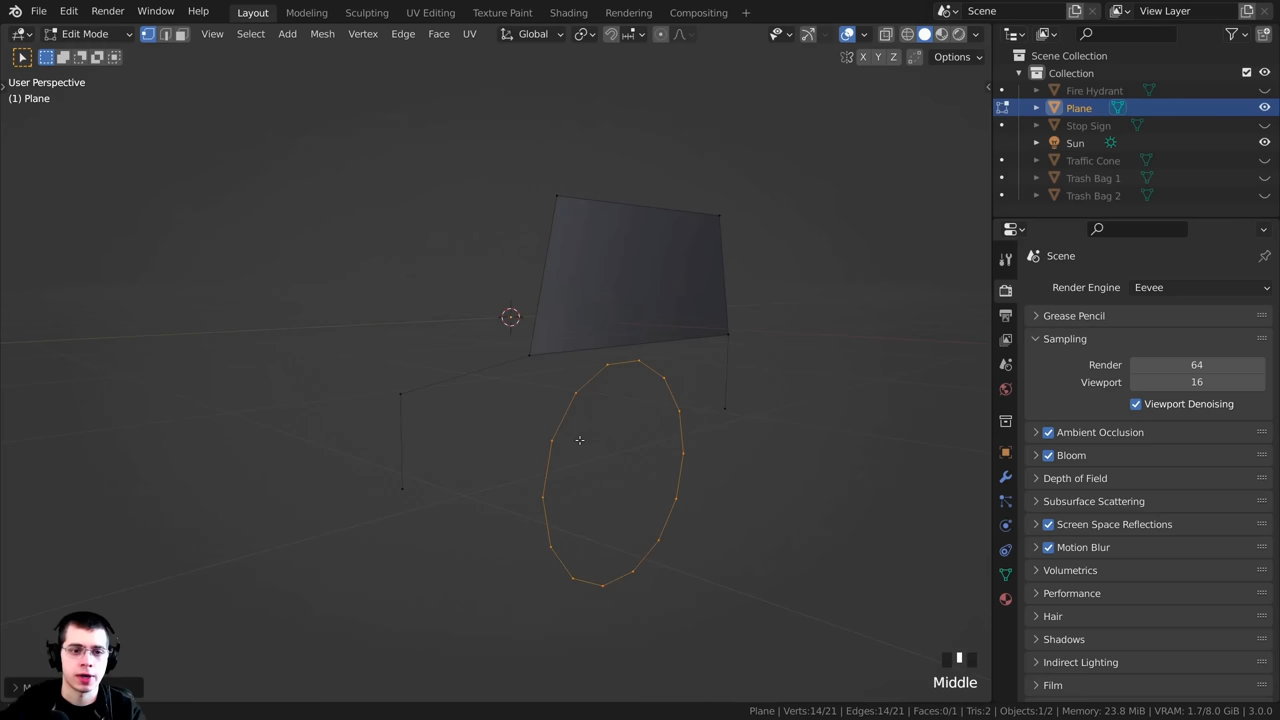 File Edit Render Window Help Layout Modeling Sculpting UV Editing Texture Paint Shading Rendering Compositing + Scene View Layer
Edit Mode View Select Add Mesh Vertex Edge Face UV Global
X Y Z Options
User Perspective
(1) Plane
Scene Collection
Collection
Fire Hydrant
Plane
Stop Sign
Sun
Traffic Cone
Trash Bag 1
Trash Bag 2
Scene
Render Engine Eevee
Grease Pencil
Sampling
Render 64
Viewport 16
Viewport Denoising
Ambient Occlusion
Bloom
Depth of Field
Subsurface Scattering
Screen Space Reflections
Motion Blur
Volumetrics
Performance
Hair
Shadows
Indirect Lighting
Film
Middle
Plane | Verts:14/21 | Edges:14/21 | Faces:0/1 | Tris:2 | Objects:1/2 | Memory: 23.8 MiB | VRAM: 1.7/8.0 GiB | 3.0.0